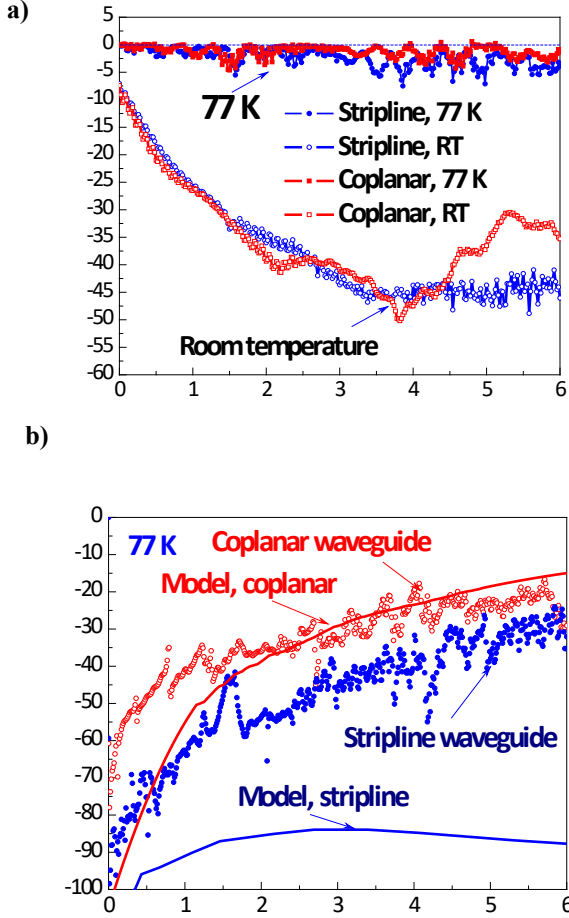 a)
5
0
-5
-10
-15
-20
-25
-30
-35
-40
-45
-50
-55
-60
77 K
Stripline, 77 K
Stripline, RT
Coplanar, 77 K
Coplanar, RT
Room temperature
0 1 2 3 4 5 6
b)
0
-10
-20
-30
-40
-50
-60
-70
-80
-90
-100
77 K
Coplanar waveguide
Model, coplanar
Stripline waveguide
Model, stripline
0 1 2 3 4 5 6